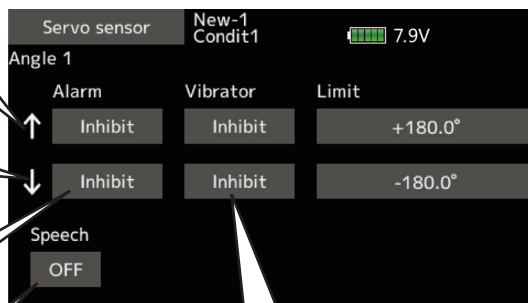 Servo sensor New-1
Condit1 7.9V
Angle 1
Alarm Vibrator Limit
↑ Inhibit Inhibit +180.0°
↓ Inhibit Inhibit -180.0°
Speech
OFF